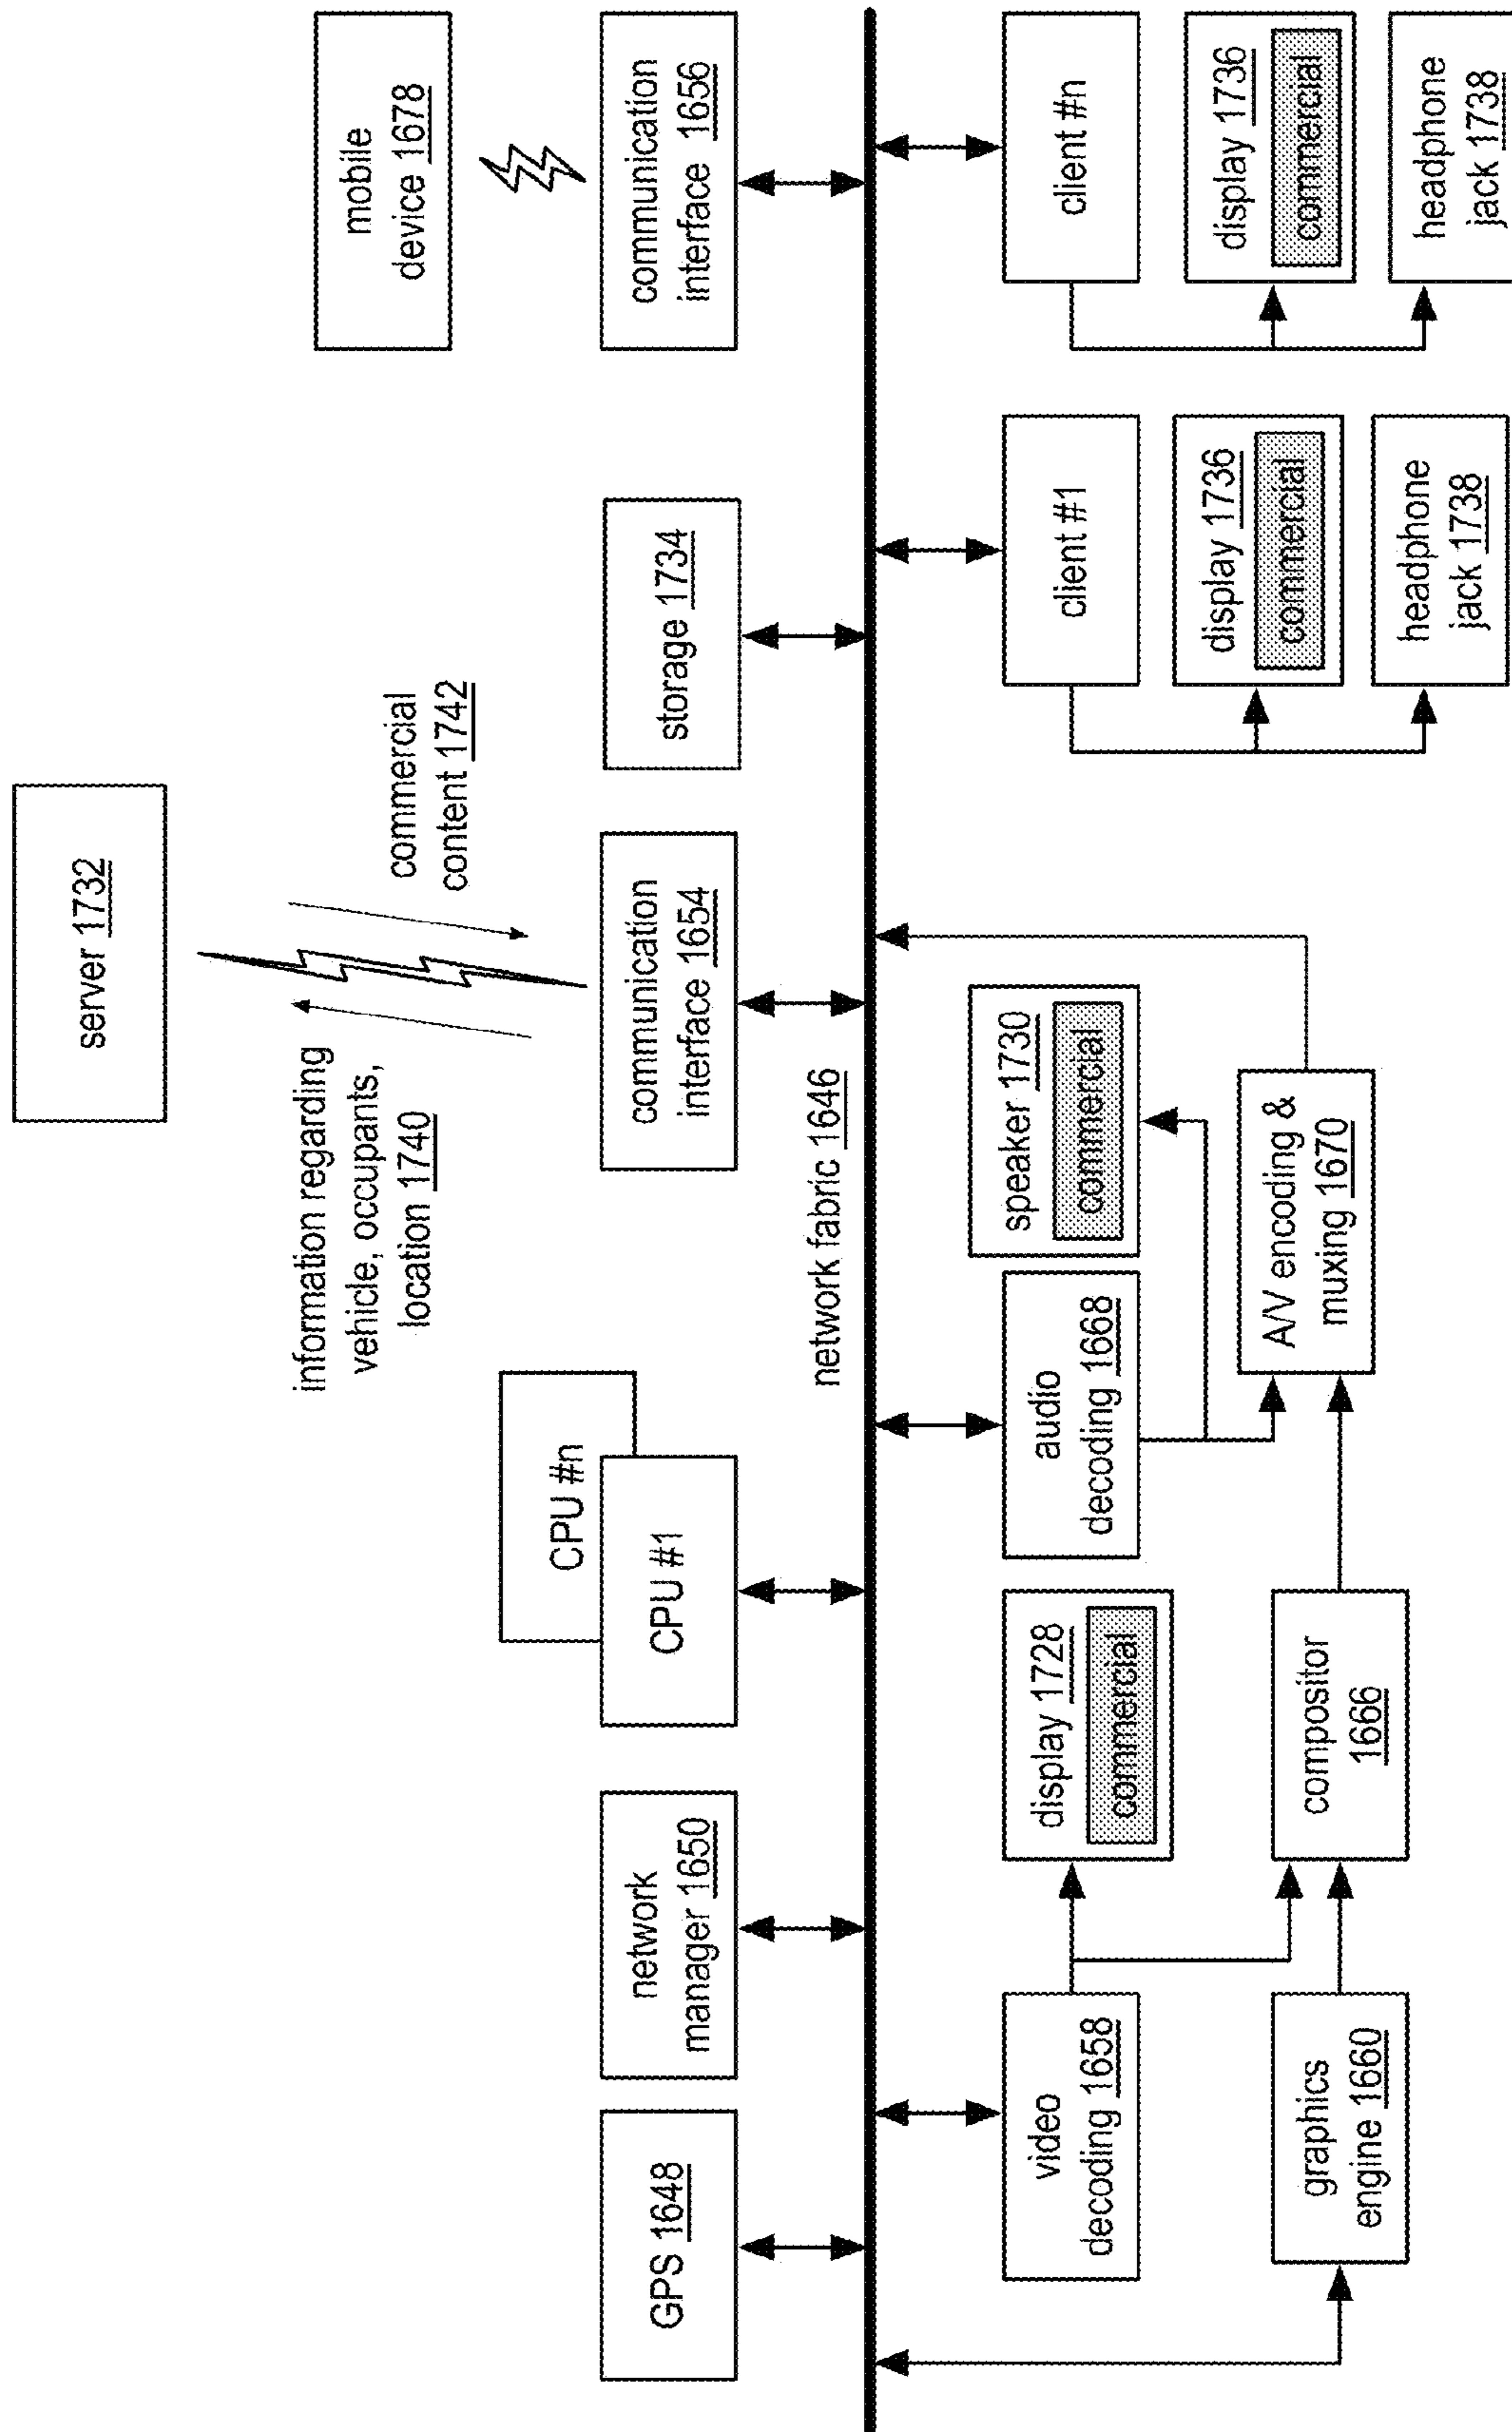 server 1732
information regarding
vehicle, occupants,
location 1740
commercial
content 1742
mobile
device 1678
GPS 1648
network
manager 1650
CPU #n
CPU #1
communication
interface 1654
storage 1734
communication
interface 1656
network fabric 1646
video
decoding 1658
display 1728
commercial
audio
decoding 1668
speaker 1730
commercial
client #1
display 1736
commercial
headphone
jack 1738
client #n
display 1736
commercial
headphone
jack 1738
graphics
engine 1660
compositor
1666
A/V encoding &
muxing 1670